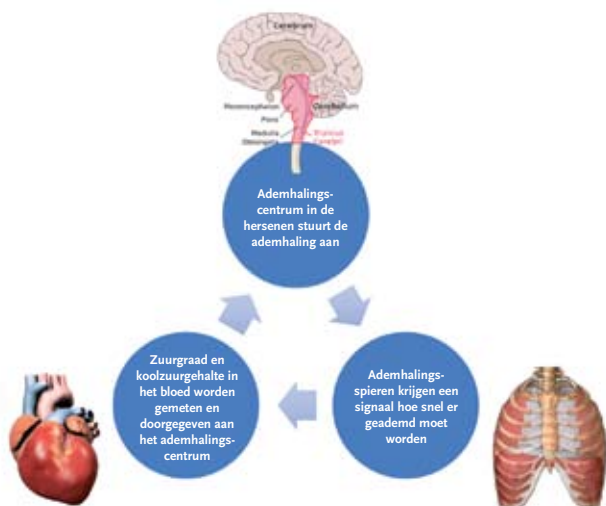 Cerebrum
Mesencephalon
Cerebellum
Pons
Medulla
Oblongata
Truncus
Cerebri
Ademhalings-
centrum in de
hersenen stuurt de
ademhaling aan
Ademhalings-
spieren krijgen een
signaal hoe snel er
geademd moet
worden
Zuurgraad en
koolzuurgehalte in
het bloed worden
gemeten en
doorgegeven aan
het ademhalings-
centrum